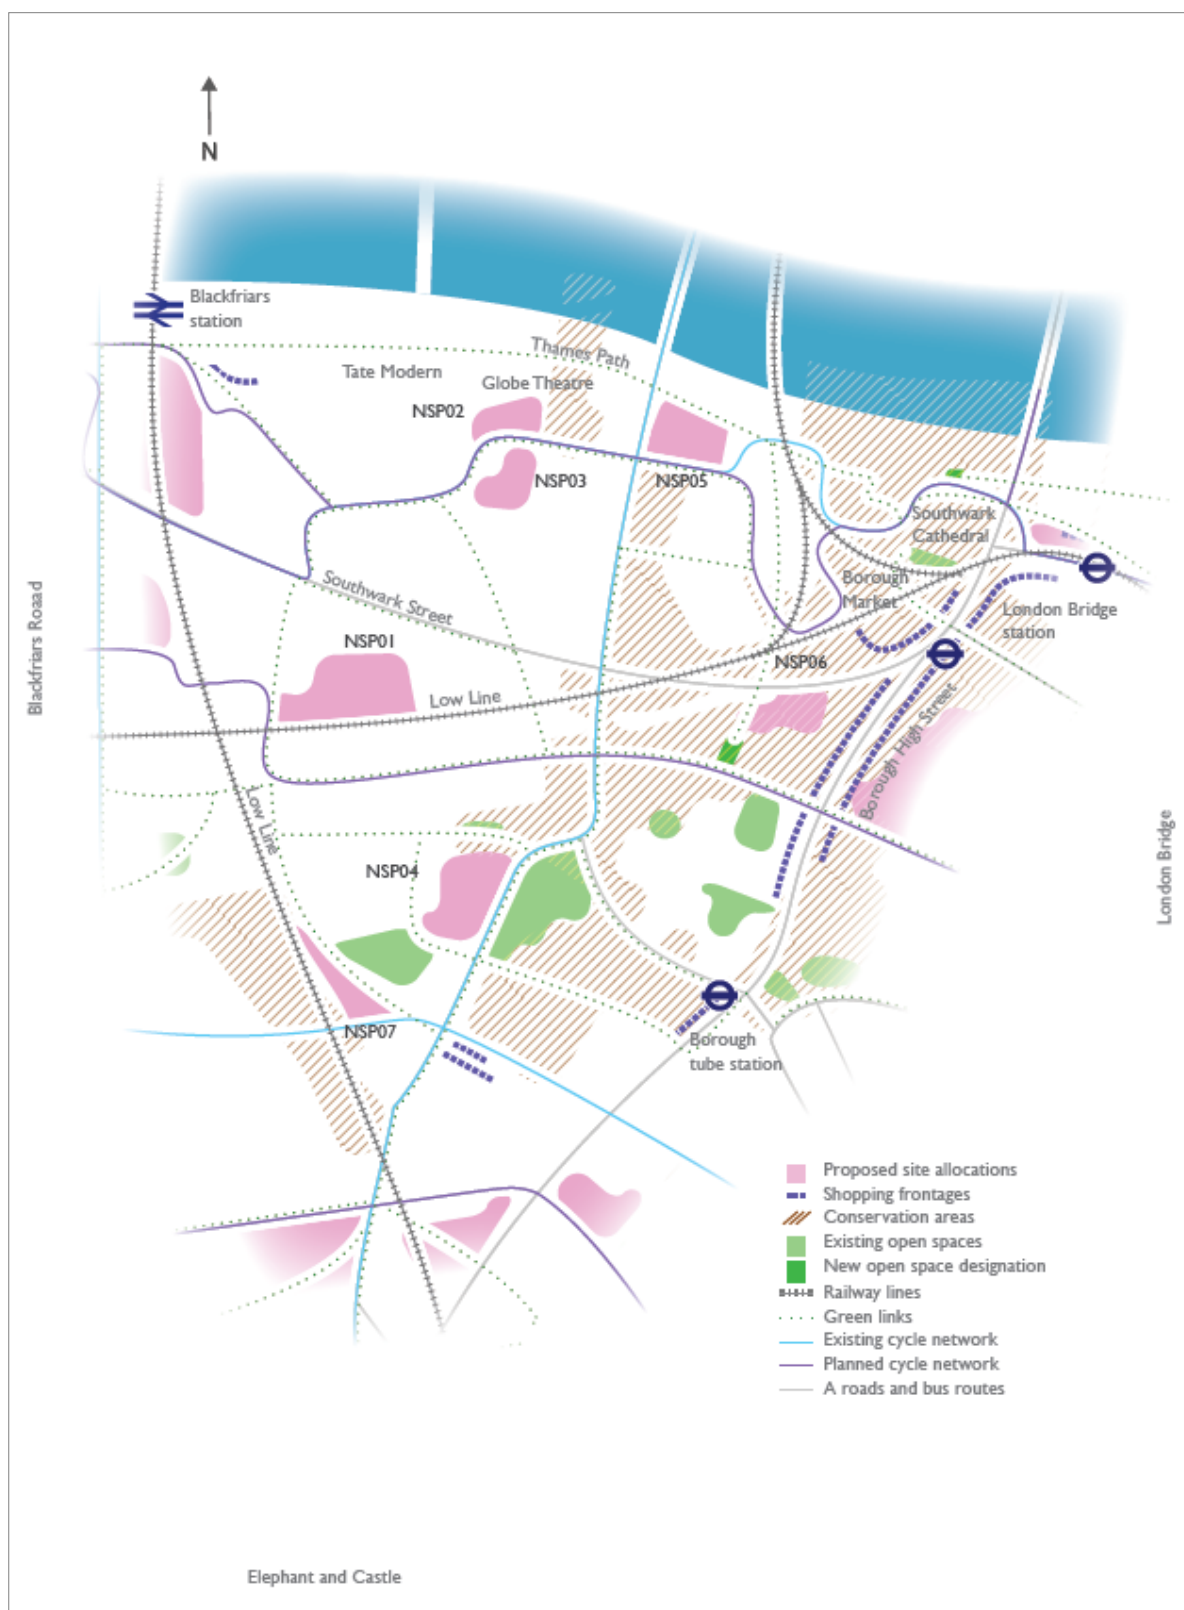 N
Blackfriars
station
Thames Path
Tate Modern
Globe Theatre
NSP02
NSP03
NSP05
Southwark
Cathedral
Borough
Market
London Bridge
station
Southwark Street
NSP01
NSP06
Low Line
Borough High Street
Blackfriars Roaad
Low Line
NSP04
London Bridge
NSP07
Borough
tube station
Proposed site allocations
Shopping frontages
Conservation areas
Existing open spaces
New open space designation
Railway lines
Green links
Existing cycle network
Planned cycle network
A roads and bus routes
Elephant and Castle